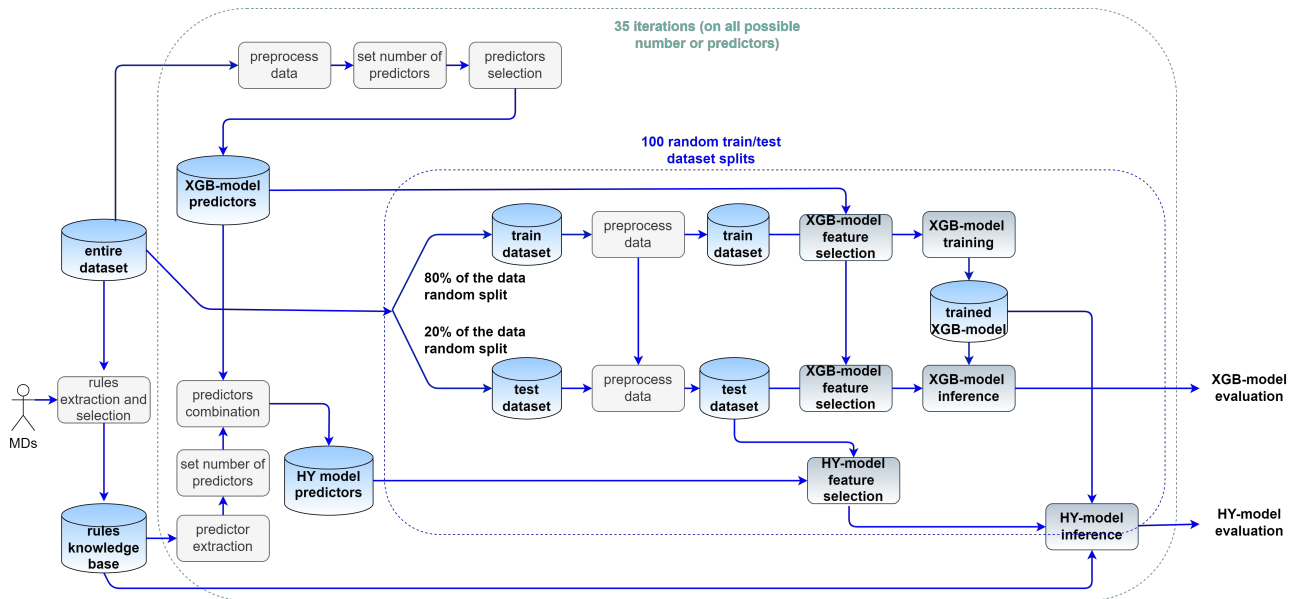 35 iterations (on all possible
number or predictors)
preprocess
data
set number of
predictors
predictors
selection
100 random train/test
dataset splits
XGB-model
predictors
entire
dataset
train
dataset
preprocess
data
train
dataset
XGB-model
feature
selection
XGB-model
training
80% of the data
random split
20% of the data
random split
trained
XGB-model
test
dataset
preprocess
data
test
dataset
XGB-model
feature
selection
XGB-model
inference
XGB-model
evaluation
MDs
rules
extraction and
selection
predictors
combination
set number of
predictors
HY model
predictors
HY-model
feature
selection
rules
knowledge
base
predictor
extraction
HY-model
inference
HY-model
evaluation